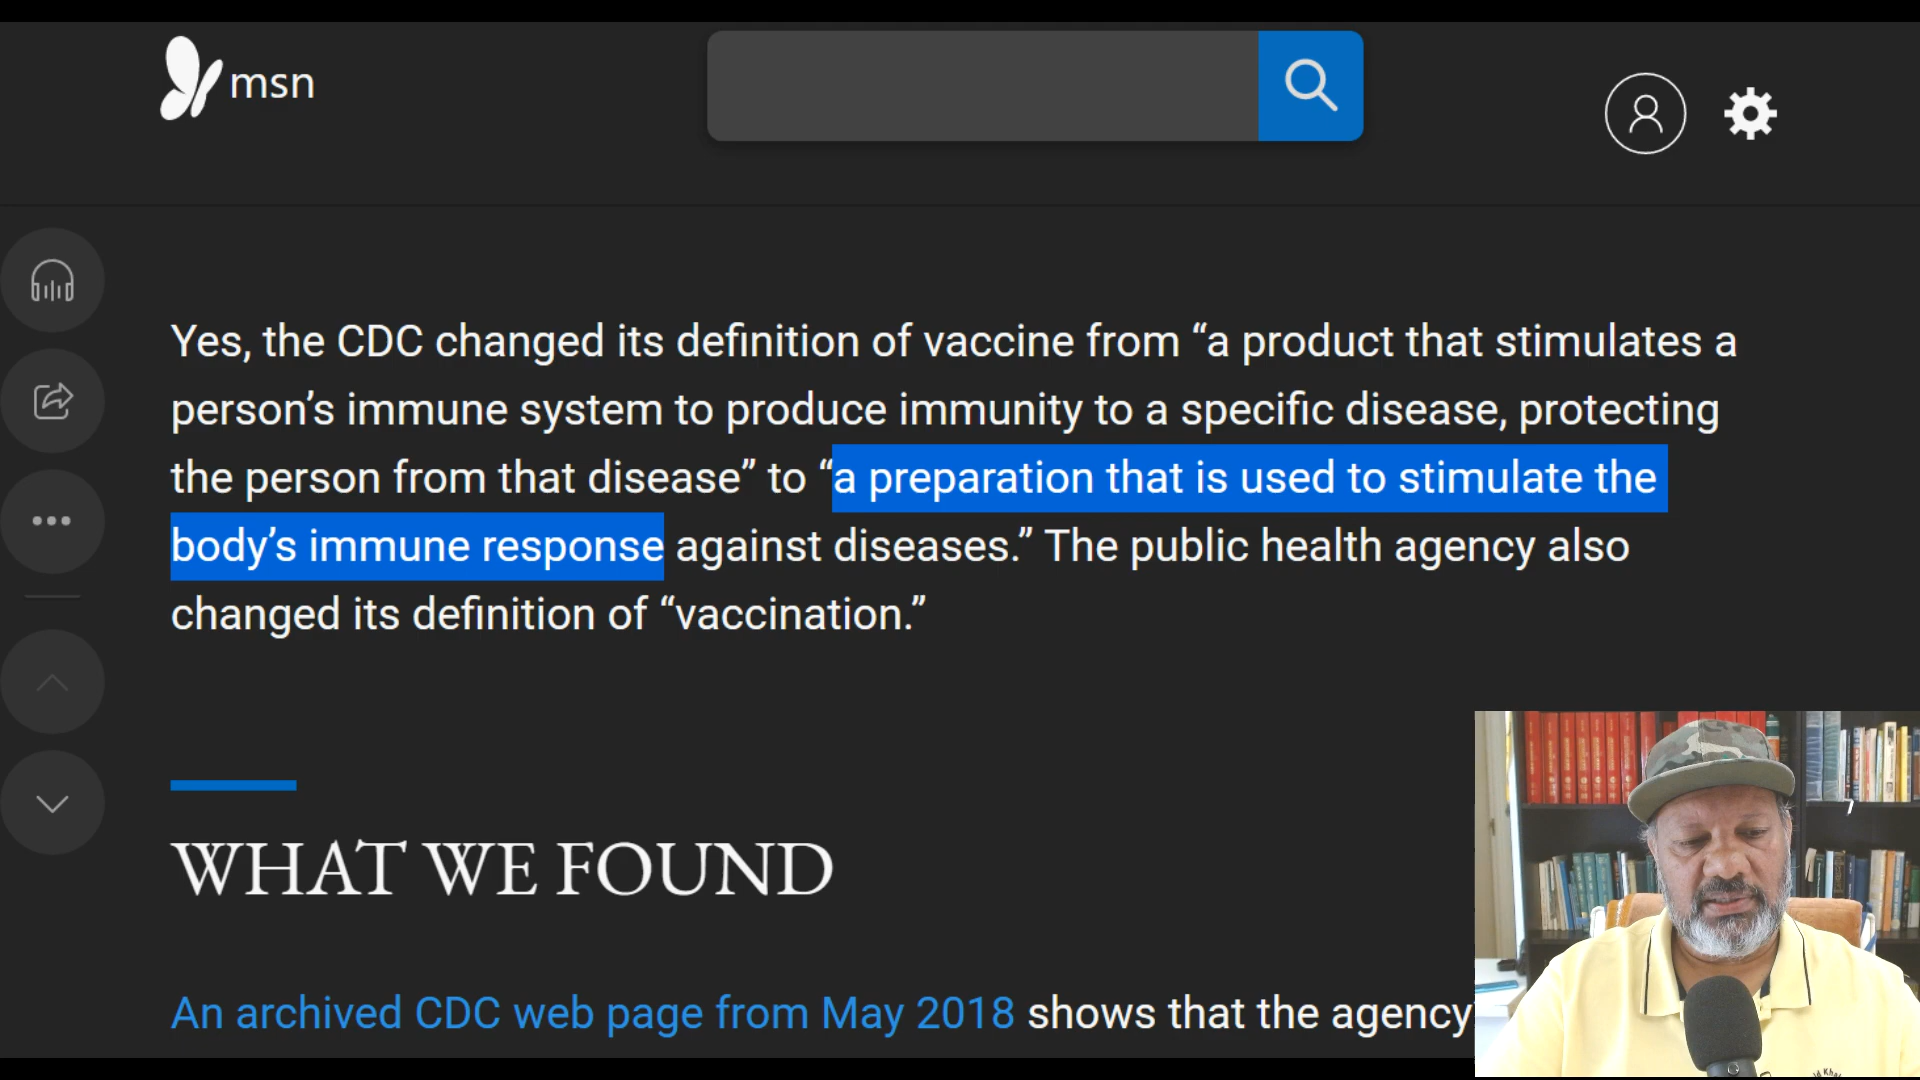 msn
Yes, the CDC changed its definition of vaccine from “a product that stimulates a
person’s immune system to produce immunity to a specific disease, protecting
the person from that disease” to “a preparation that is used to stimulate the
body’s immune response against diseases.” The public health agency also
changed its definition of “vaccination.”
WHAT WE FOUND
An archived CDC web page from May 2018 shows that the agency